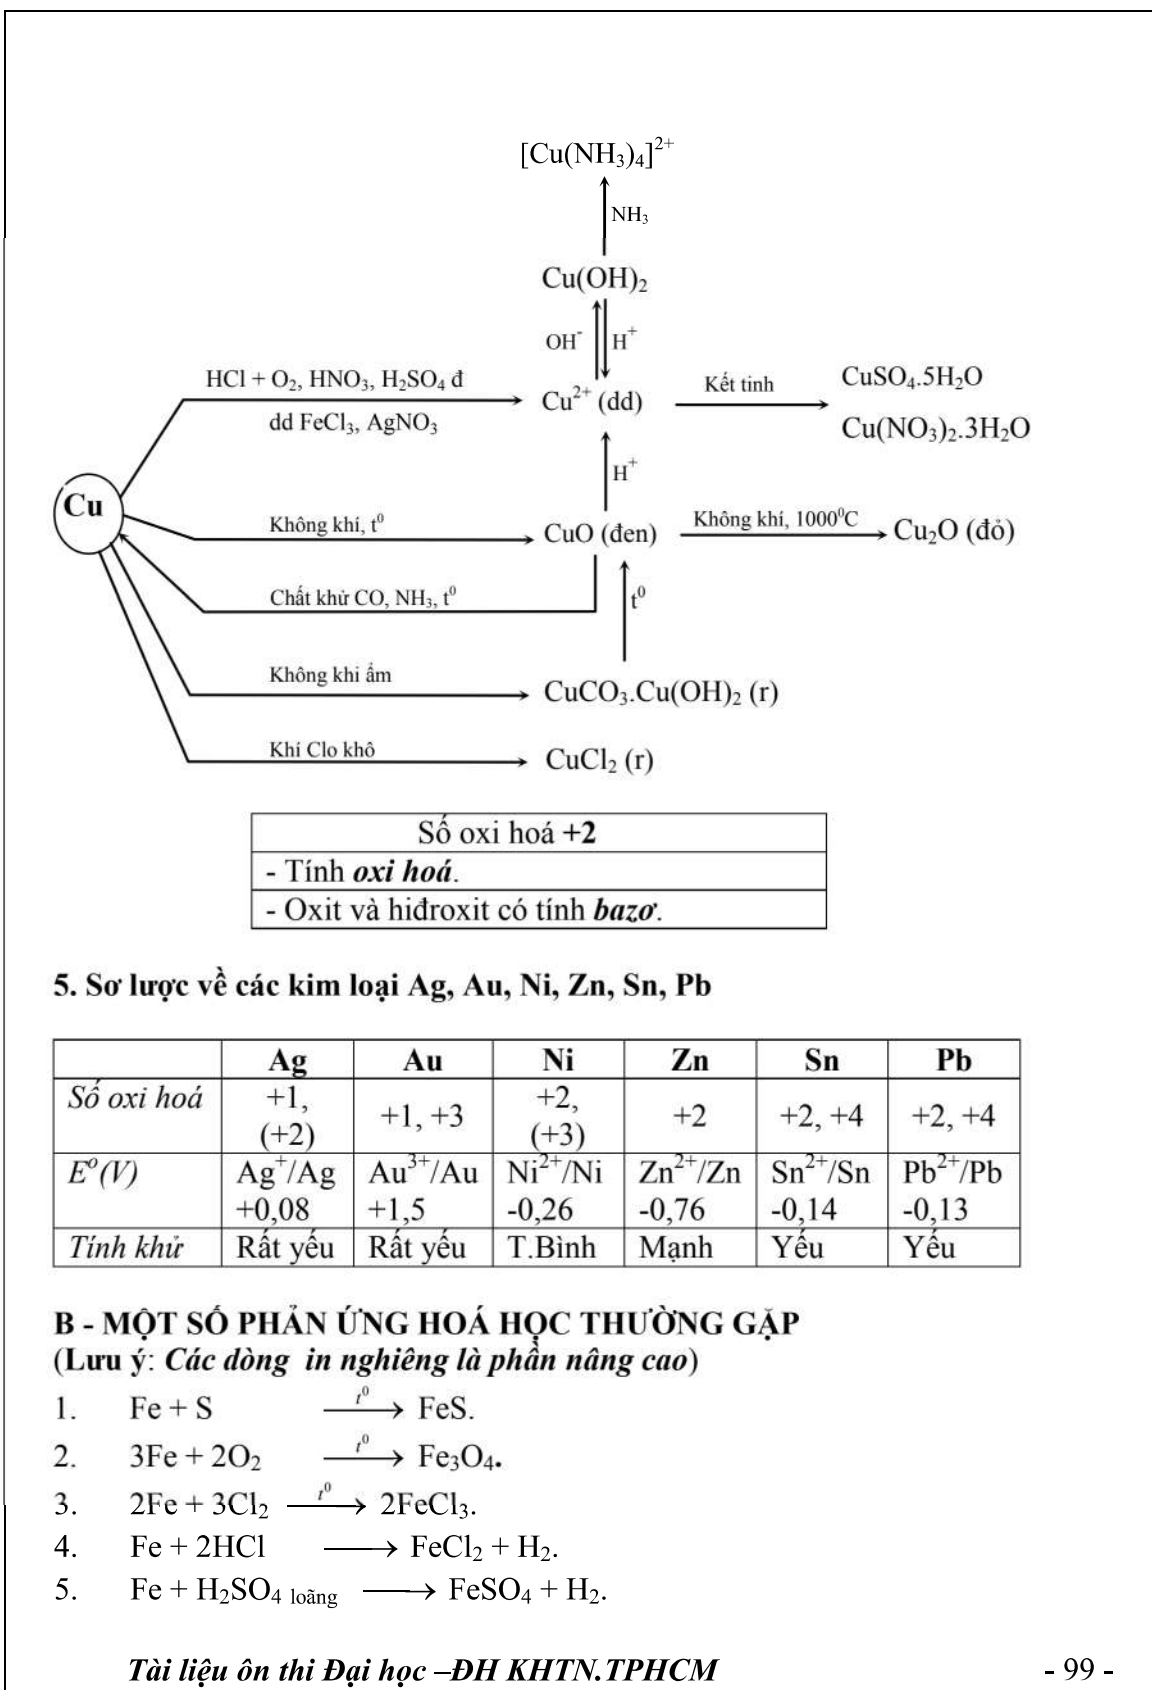 [Cu(NH₃)₄]²⁺
NH₃
Cu(OH)₂
OH⁻ H⁺
HCl + O₂, HNO₃, H₂SO₄ đ
dd FeCl₃, AgNO₃
Cu²⁺ (dd)
Kết tinh
CuSO₄.5H₂O
Cu(NO₃)₂.3H₂O
H⁺
Cu
Không khí, t⁰
CuO (đen)
Không khí, 1000⁰C
Cu₂O (đỏ)
Chất khử CO, NH₃, t⁰
t⁰
Không khi ẩm
CuCO₃.Cu(OH)₂ (r)
Khí Clo khô
CuCl₂ (r)
Số oxi hoá +2
- Tính oxi hoá.
- Oxit và hiđroxit có tính bazơ.
5. Sơ lược về các kim loại Ag, Au, Ni, Zn, Sn, Pb
Ag Au Ni Zn Sn Pb
Số oxi hoá +1, (+2) +1, +3 +2, (+3) +2 +2, +4 +2, +4
Eº(V) Ag⁺/Ag Au³⁺/Au Ni²⁺/Ni Zn²⁺/Zn Sn²⁺/Sn Pb²⁺/Pb
+0,08 +1,5 -0,26 -0,76 -0,14 -0,13
Tính khử Rất yếu Rất yếu T.Bình Mạnh Yếu Yếu
B - MỘT SỐ PHẢN ỨNG HOÁ HỌC THƯỜNG GẶP
(Lưu ý: Các dòng in nghiêng là phần nâng cao)
1. Fe + S t⁰ → FeS.
2. 3Fe + 2O₂ t⁰ → Fe₃O₄.
3. 2Fe + 3Cl₂ t⁰ → 2FeCl₃.
4. Fe + 2HCl → FeCl₂ + H₂.
5. Fe + H₂SO₄ loãng → FeSO₄ + H₂.
Tài liệu ôn thi Đại học –ĐH KHTN.TPHCM - 99 -